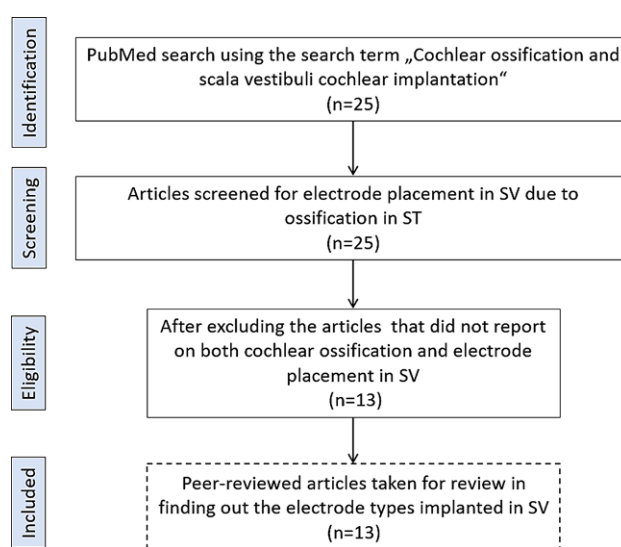 Identification
PubMed search using the search term „Cochlear ossification and
scala vestibuli cochlear implantation“
(n=25)
Screening
Articles screened for electrode placement in SV due to
ossification in ST
(n=25)
Eligibility
After excluding the articles that did not report
on both cochlear ossification and electrode
placement in SV
(n=13)
Included
Peer-reviewed articles taken for review in
finding out the electrode types implanted in SV
(n=13)